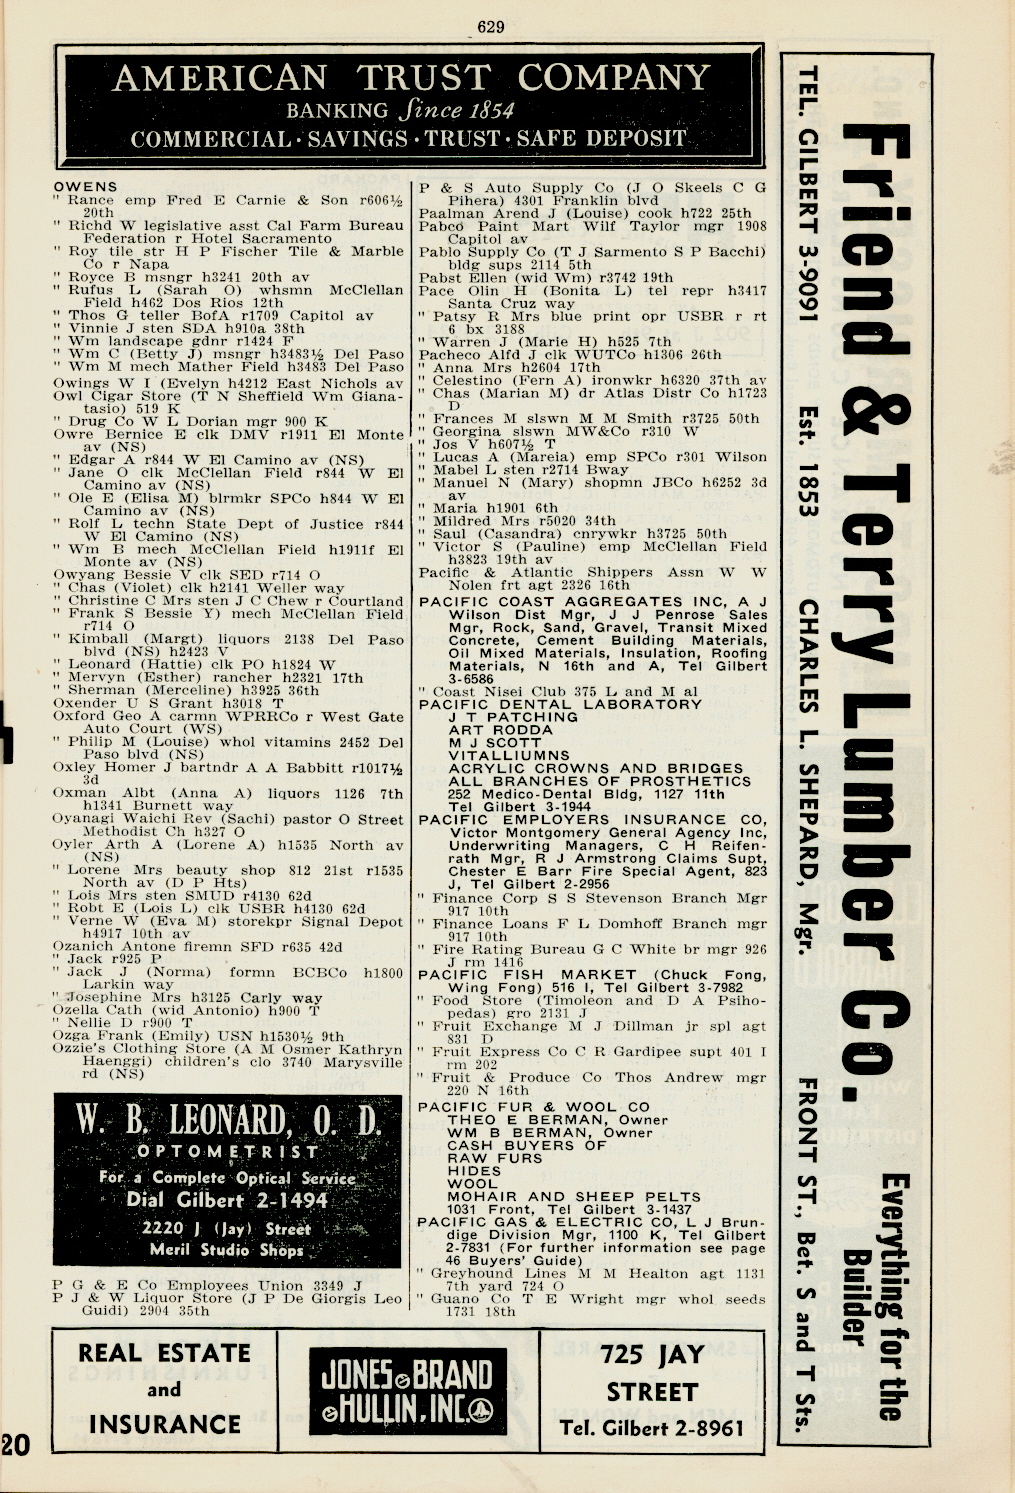 629
AMERICAN TRUST COMPANY
BANKING Since 1854
COMMERCIAL · SAVINGS · TRUST · SAFE DEPOSIT
OWENS
" Rance emp Fred E Carnie & Son r606½
20th
" Richd W legislative asst Cal Farm Bureau
Federation r Hotel Sacramento
" Roy tile str H P Fischer Tile & Marble
Co r Napa
" Royce B msngr h3241 20th av
" Rufus L (Sarah O) whsmn McClellan
Field h462 Dos Rios 12th
" Thos G teller BofA r1709 Capitol av
" Vinnie J sten SDA h910a 38th
" Wm landscape gdnr r1424 F
" Wm C (Betty J) msngr h3483½ Del Paso
" Wm M mech Mather Field h3483 Del Paso
Owings W I (Evelyn h4212 East Nichols av
Owl Cigar Store (T N Sheffield Wm Giana-
tasio) 519 K
" Drug Co W L Dorian mgr 900 K
Owre Bernice E clk DMV r1911 El Monte
av (NS)
" Edgar A r844 W El Camino av (NS)
" Jane O clk McClellan Field r844 W El
Camino av (NS)
" Ole E (Elisa M) blrmkr SPCo h844 W El
Camino av (NS)
" Rolf L techn State Dept of Justice r844
W El Camino (NS)
" Wm B mech McClellan Field h1911f El
Monte av (NS)
Owyang Bessie V clk SED r714 O
" Chas (Violet) clk h2141 Weller way
" Christine C Mrs sten J C Chew r Courtland
" Frank S Bessie Y) mech McClellan Field
r714 O
" Kimball (Margt) liquors 2138 Del Paso
blvd (NS) h2423 V
" Leonard (Hattie) clk PO h1824 W
" Mervyn (Esther) rancher h2321 17th
" Sherman (Merceline) h3925 36th
Oxender U S Grant h3018 T
Oxford Geo A carmn WPRRCo r West Gate
Auto Court (WS)
" Philip M (Louise) whol vitamins 2452 Del
Paso blvd (NS)
Oxley Homer J bartndr A A Babbitt r1017½
3d
Oxman Albt (Anna A) liquors 1126 7th
h1341 Burnett way
Oyanagi Waichi Rev (Sachi) pastor O Street
Methodist Ch h327 O
Oyler Arth A (Lorene A) h1535 North av
(NS)
" Lorene Mrs beauty shop 812 21st r1535
North av (D P Hts)
" Lois Mrs sten SMUD r4130 62d
" Robt E (Lois L) clk USBR h4130 62d
" Verne W (Eva M) storekpr Signal Depot
h4917 10th av
Ozanich Antone firemn SFD r635 42d
" Jack r925 P
" Jack J (Norma) formn BCBCo h1800
Larkin way
" Josephine Mrs h3125 Carly way
Ozella Cath (wid Antonio) h900 T
" Nellie D r900 T
Ozga Frank (Emily) USN h1530½ 9th
Ozzie's Clothing Store (A M Osmer Kathryn
Haenggi) children's clo 3740 Marysville
rd (NS)
W. B. LEONARD, O. D.
OPTOMETRIST
For a Complete Optical Service
Dial Gilbert 2-1494
2220 J (Jay) Street
Meril Studio Shops
P G & E Co Employees Union 3349 J
P J & W Liquor Store (J P De Giorgis Leo
Guidi) 2904 35th
P & S Auto Supply Co (J O Skeels C G
Pihera) 4301 Franklin blvd
Paalman Arend J (Louise) cook h722 25th
Pabco Paint Mart Wilf Taylor mgr 1908
Capitol av
Pablo Supply Co (T J Sarmento S P Bacchi)
bldg sups 2114 5th
Pabst Ellen (wid Wm) r3742 19th
Pace Olin H (Bonita L) tel repr h3417
Santa Cruz way
" Patsy R Mrs blue print opr USBR r rt
6 bx 3188
" Warren J (Marie H) h525 7th
Pacheco Alfd J clk WUTCo h1306 26th
" Anna Mrs h2604 17th
" Celestino (Fern A) ironwkr h6320 37th av
" Chas (Marian M) dr Atlas Distr Co h1723
D
" Frances M slswn M M Smith r3725 50th
" Georgina slswn MW&Co r310 W
" Jos V h607½ T
" Lucas A (Mareia) emp SPCo r301 Wilson
" Mabel L sten r2714 Bway
" Manuel N (Mary) shopmn JBCo h6252 3d
av
" Maria h1901 6th
" Mildred Mrs r5020 34th
" Saul (Casandra) cnrywkr h3725 50th
" Victor S (Pauline) emp McClellan Field
h3823 19th av
Pacific & Atlantic Shippers Assn W W
Nolen frt agt 2326 16th
PACIFIC COAST AGGREGATES INC, A J
Wilson Dist Mgr, J J Penrose Sales
Mgr, Rock, Sand, Gravel, Transit Mixed
Concrete, Cement Building Materials,
Oil Mixed Materials, Insulation, Roofing
Materials, N 16th and A, Tel Gilbert
3-6586
" Coast Nisei Club 375 L and M al
PACIFIC DENTAL LABORATORY
J T PATCHING
ART RODDA
M J SCOTT
VITALLIUMNS
ACRYLIC CROWNS AND BRIDGES
ALL BRANCHES OF PROSTHETICS
252 Medico-Dental Bldg, 1127 11th
Tel Gilbert 3-1944
PACIFIC EMPLOYERS INSURANCE CO,
Victor Montgomery General Agency Inc,
Underwriting Managers, C H Reifen-
rath Mgr, R J Armstrong Claims Supt,
Chester E Barr Fire Special Agent, 823
J, Tel Gilbert 2-2956
" Finance Corp S S Stevenson Branch Mgr
917 10th
" Finance Loans F L Domhoff Branch mgr
917 10th
" Fire Rating Bureau G C White br mgr 926
J rm 1416
PACIFIC FISH MARKET (Chuck Fong,
Wing Fong) 516 I, Tel Gilbert 3-7982
" Food Store (Timoleon and D A Psiho-
pedas) gro 2131 J
" Fruit Exchange M J Dillman jr spl agt
831 D
" Fruit Express Co C R Gardipee supt 401 I
rm 202
" Fruit & Produce Co Thos Andrew mgr
220 N 16th
PACIFIC FUR & WOOL CO
THEO E BERMAN, Owner
WM B BERMAN, Owner
CASH BUYERS OF
RAW FURS
HIDES
WOOL
MOHAIR AND SHEEP PELTS
1031 Front, Tel Gilbert 3-1437
PACIFIC GAS & ELECTRIC CO, L J Brun-
dige Division Mgr, 1100 K, Tel Gilbert
2-7831 (For further information see page
46 Buyers' Guide)
" Greyhound Lines M M Healton agt 1131
7th yard 724 O
" Guano Co T E Wright mgr whol seeds
1731 18th
Friend & Terry Lumber Co.
Everything for the
Builder
TEL. GILBERT 3-9091 Est. 1853 CHARLES L. SHEPARD, Mgr. FRONT ST., Bet. S and T Sts.
REAL ESTATE
and
INSURANCE
JONES BRAND
HULLIN, INC.
725 JAY
STREET
Tel. Gilbert 2-8961
20